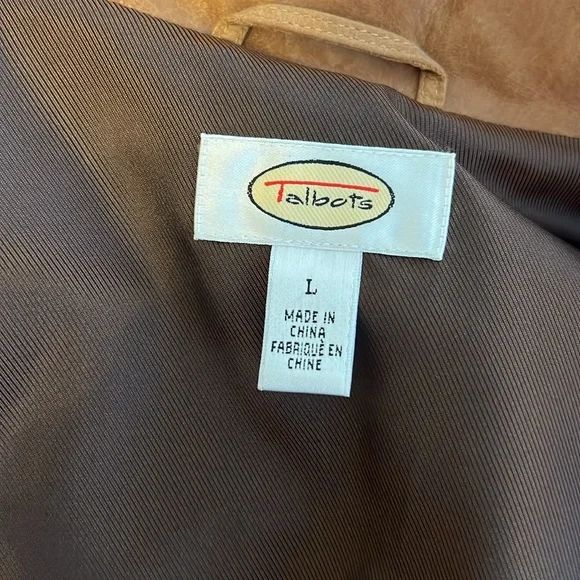 Talbots
L
MADE IN
CHINA
FABRIQUÈ EN
CHINE